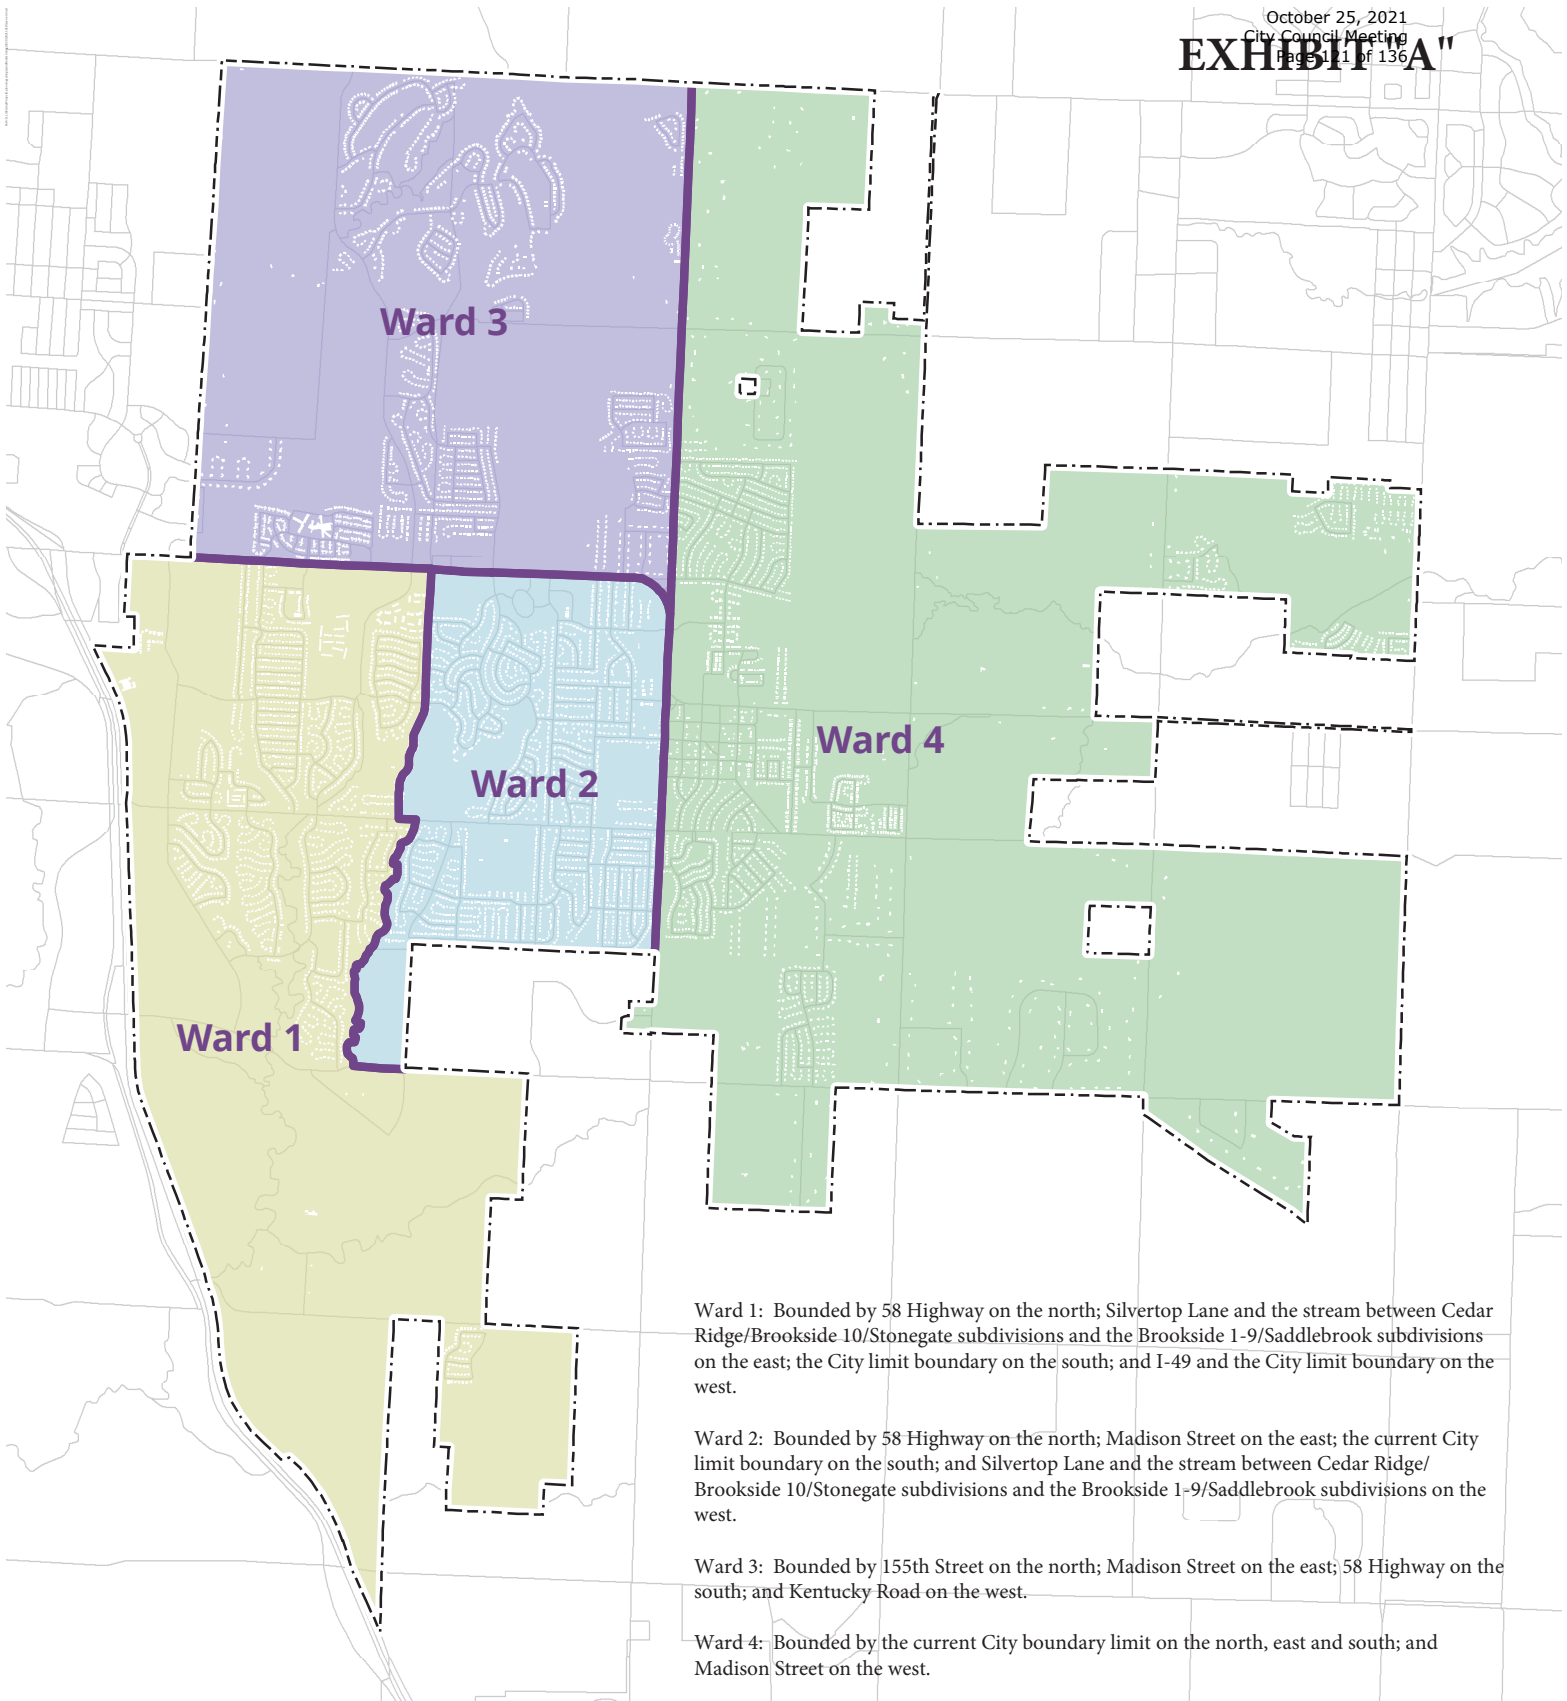 October 25, 2021
City Council Meeting
Page 121 of 136
EXHIBIT "A"
Ward 3
Ward 4
Ward 2
Ward 1
Ward 1:  Bounded by 58 Highway on the north; Silvertop Lane and the stream between Cedar
Ridge/Brookside 10/Stonegate subdivisions and the Brookside 1-9/Saddlebrook subdivisions
on the east; the City limit boundary on the south; and I-49 and the City limit boundary on the
west.
Ward 2:  Bounded by 58 Highway on the north; Madison Street on the east; the current City
limit boundary on the south; and Silvertop Lane and the stream between Cedar Ridge/
Brookside 10/Stonegate subdivisions and the Brookside 1-9/Saddlebrook subdivisions on the
west.
Ward 3:  Bounded by 155th Street on the north; Madison Street on the east; 58 Highway on the
south; and Kentucky Road on the west.
Ward 4:  Bounded by the current City boundary limit on the north, east and south; and
Madison Street on the west.